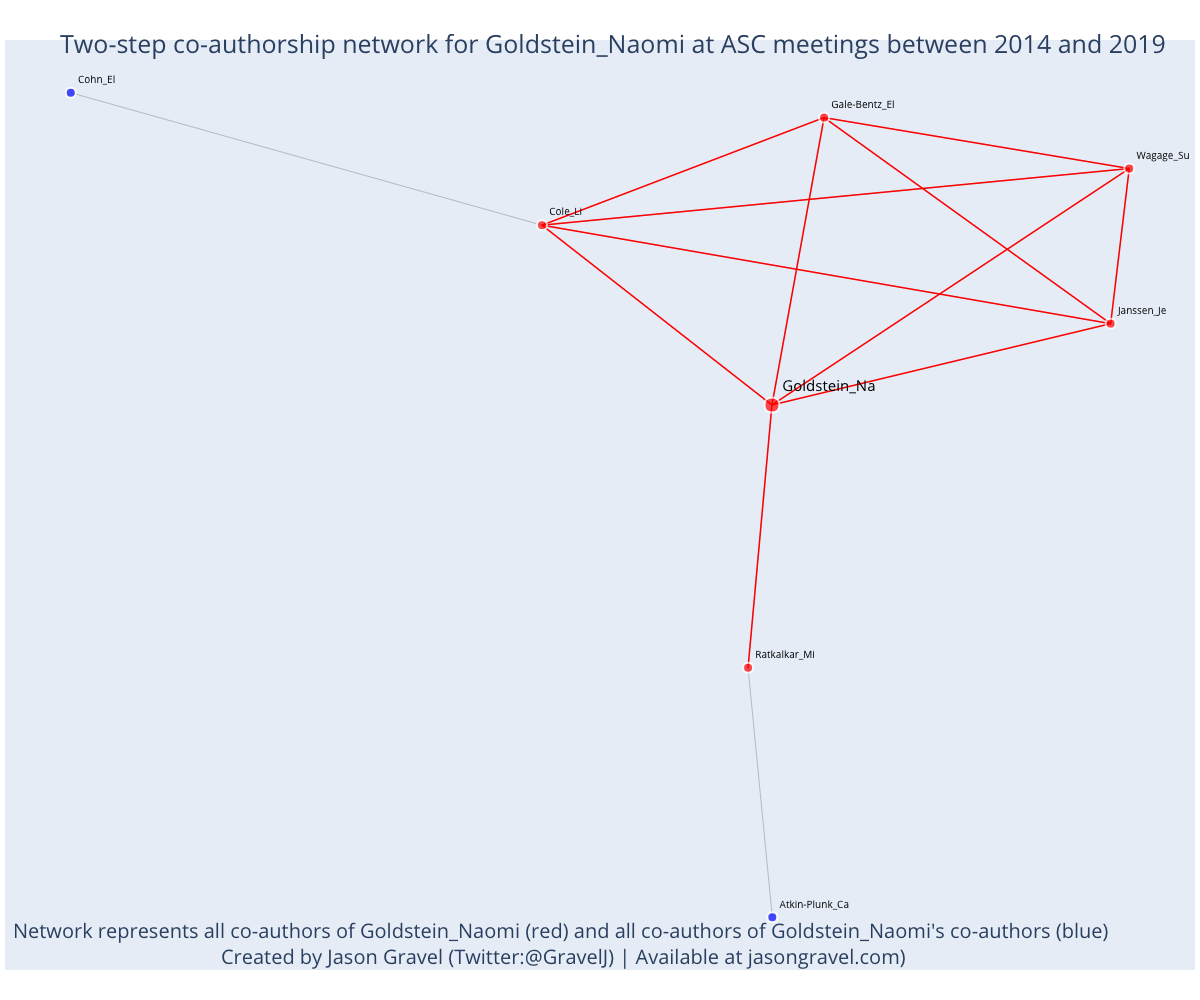 Two-step co-authorship network for Goldstein_Naomi at ASC meetings between 2014 and 2019
Cohn_El
Gale-Bentz_El
Wagage_Su
Cole_Li
Janssen_Je
Goldstein_Na
Ratkalkar_Mi
Atkin-Plunk_Ca
Network represents all co-authors of Goldstein_Naomi (red) and all co-authors of Goldstein_Naomi's co-authors (blue)
Created by Jason Gravel (Twitter:@GravelJ) | Available at jasongravel.com)